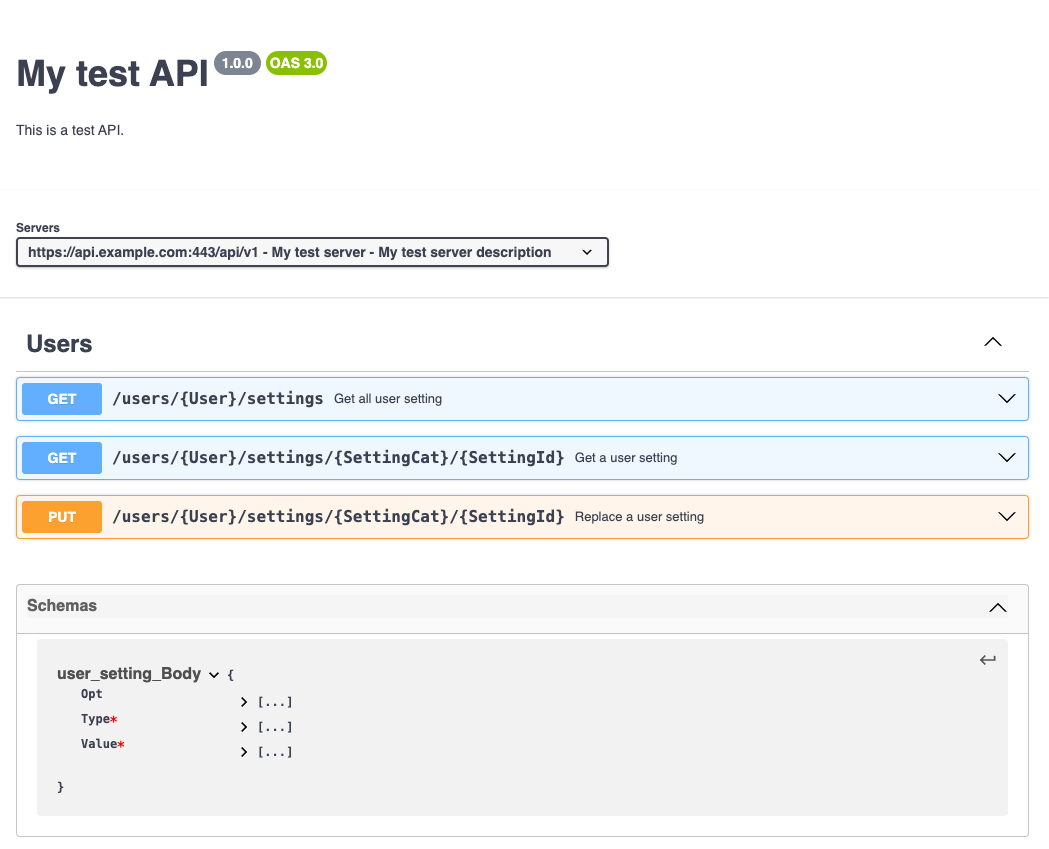 My test API 1.0.0 OAS 3.0
This is a test API.
Servers
https://api.example.com:443/api/v1 - My test server - My test server description
Users
GET /users/{User}/settings Get all user setting
GET /users/{User}/settings/{SettingCat}/{SettingId} Get a user setting
PUT /users/{User}/settings/{SettingCat}/{SettingId} Replace a user setting
Schemas
user_setting_Body {
Opt [...]
Type* [...]
Value* [...]
}